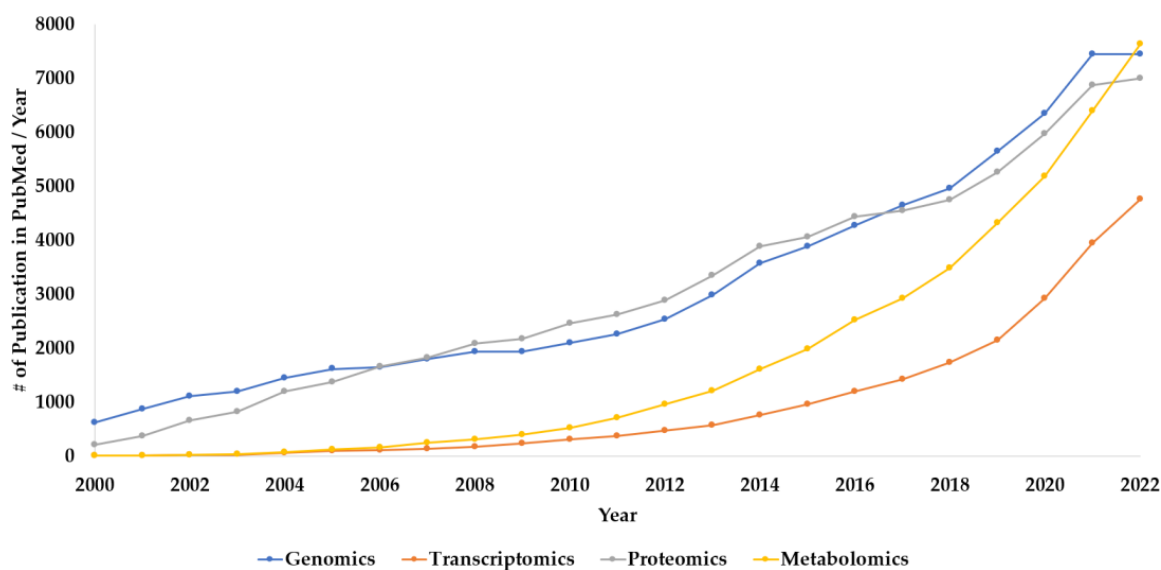 8000
7000
6000
5000
4000
3000
2000
1000
0
# of Publication in PubMed / Year
2000 2002 2004 2006 2008 2010 2012 2014 2016 2018 2020 2022
Year
Genomics Transcriptomics Proteomics Metabolomics